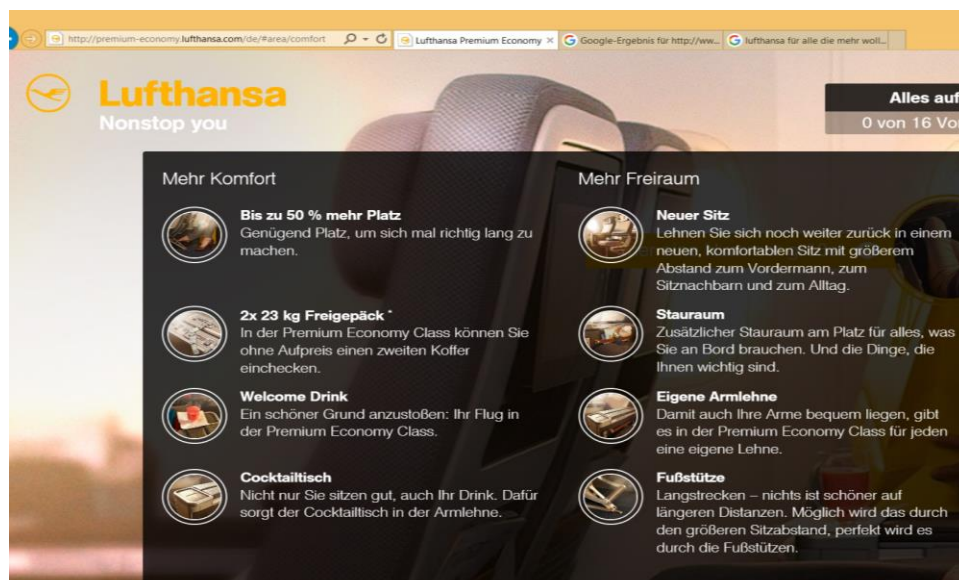 http://premium-economy.lufthansa.com/de/#area/comfort
Lufthansa Premium Economy
Google-Ergebnis für http://ww...
lufthansa für alle die mehr woll...
Lufthansa
Nonstop you
Alles auf
0 von 16 Vor
Mehr Komfort
Bis zu 50 % mehr Platz
Genügend Platz, um sich mal richtig lang zu
machen.
2x 23 kg Freigepäck *
In der Premium Economy Class können Sie
ohne Aufpreis einen zweiten Koffer
einchecken.
Welcome Drink
Ein schöner Grund anzustoßen: Ihr Flug in
der Premium Economy Class.
Cocktailtisch
Nicht nur Sie sitzen gut, auch Ihr Drink. Dafür
sorgt der Cocktailtisch in der Armlehne.
Mehr Freiraum
Neuer Sitz
Lehnen Sie sich noch weiter zurück in einem
neuen, komfortablen Sitz mit größerem
Abstand zum Vordermann, zum
Sitznachbarn und zum Alltag.
Stauraum
Zusätzlicher Stauraum am Platz für alles, was
Sie an Bord brauchen. Und die Dinge, die
Ihnen wichtig sind.
Eigene Armlehne
Damit auch Ihre Arme bequem liegen, gibt
es in der Premium Economy Class für jeden
eine eigene Lehne.
Fußstütze
Langstrecken – nichts ist schöner auf
längeren Distanzen. Möglich wird das durch
den größeren Sitzabstand, perfekt wird es
durch die Fußstützen.